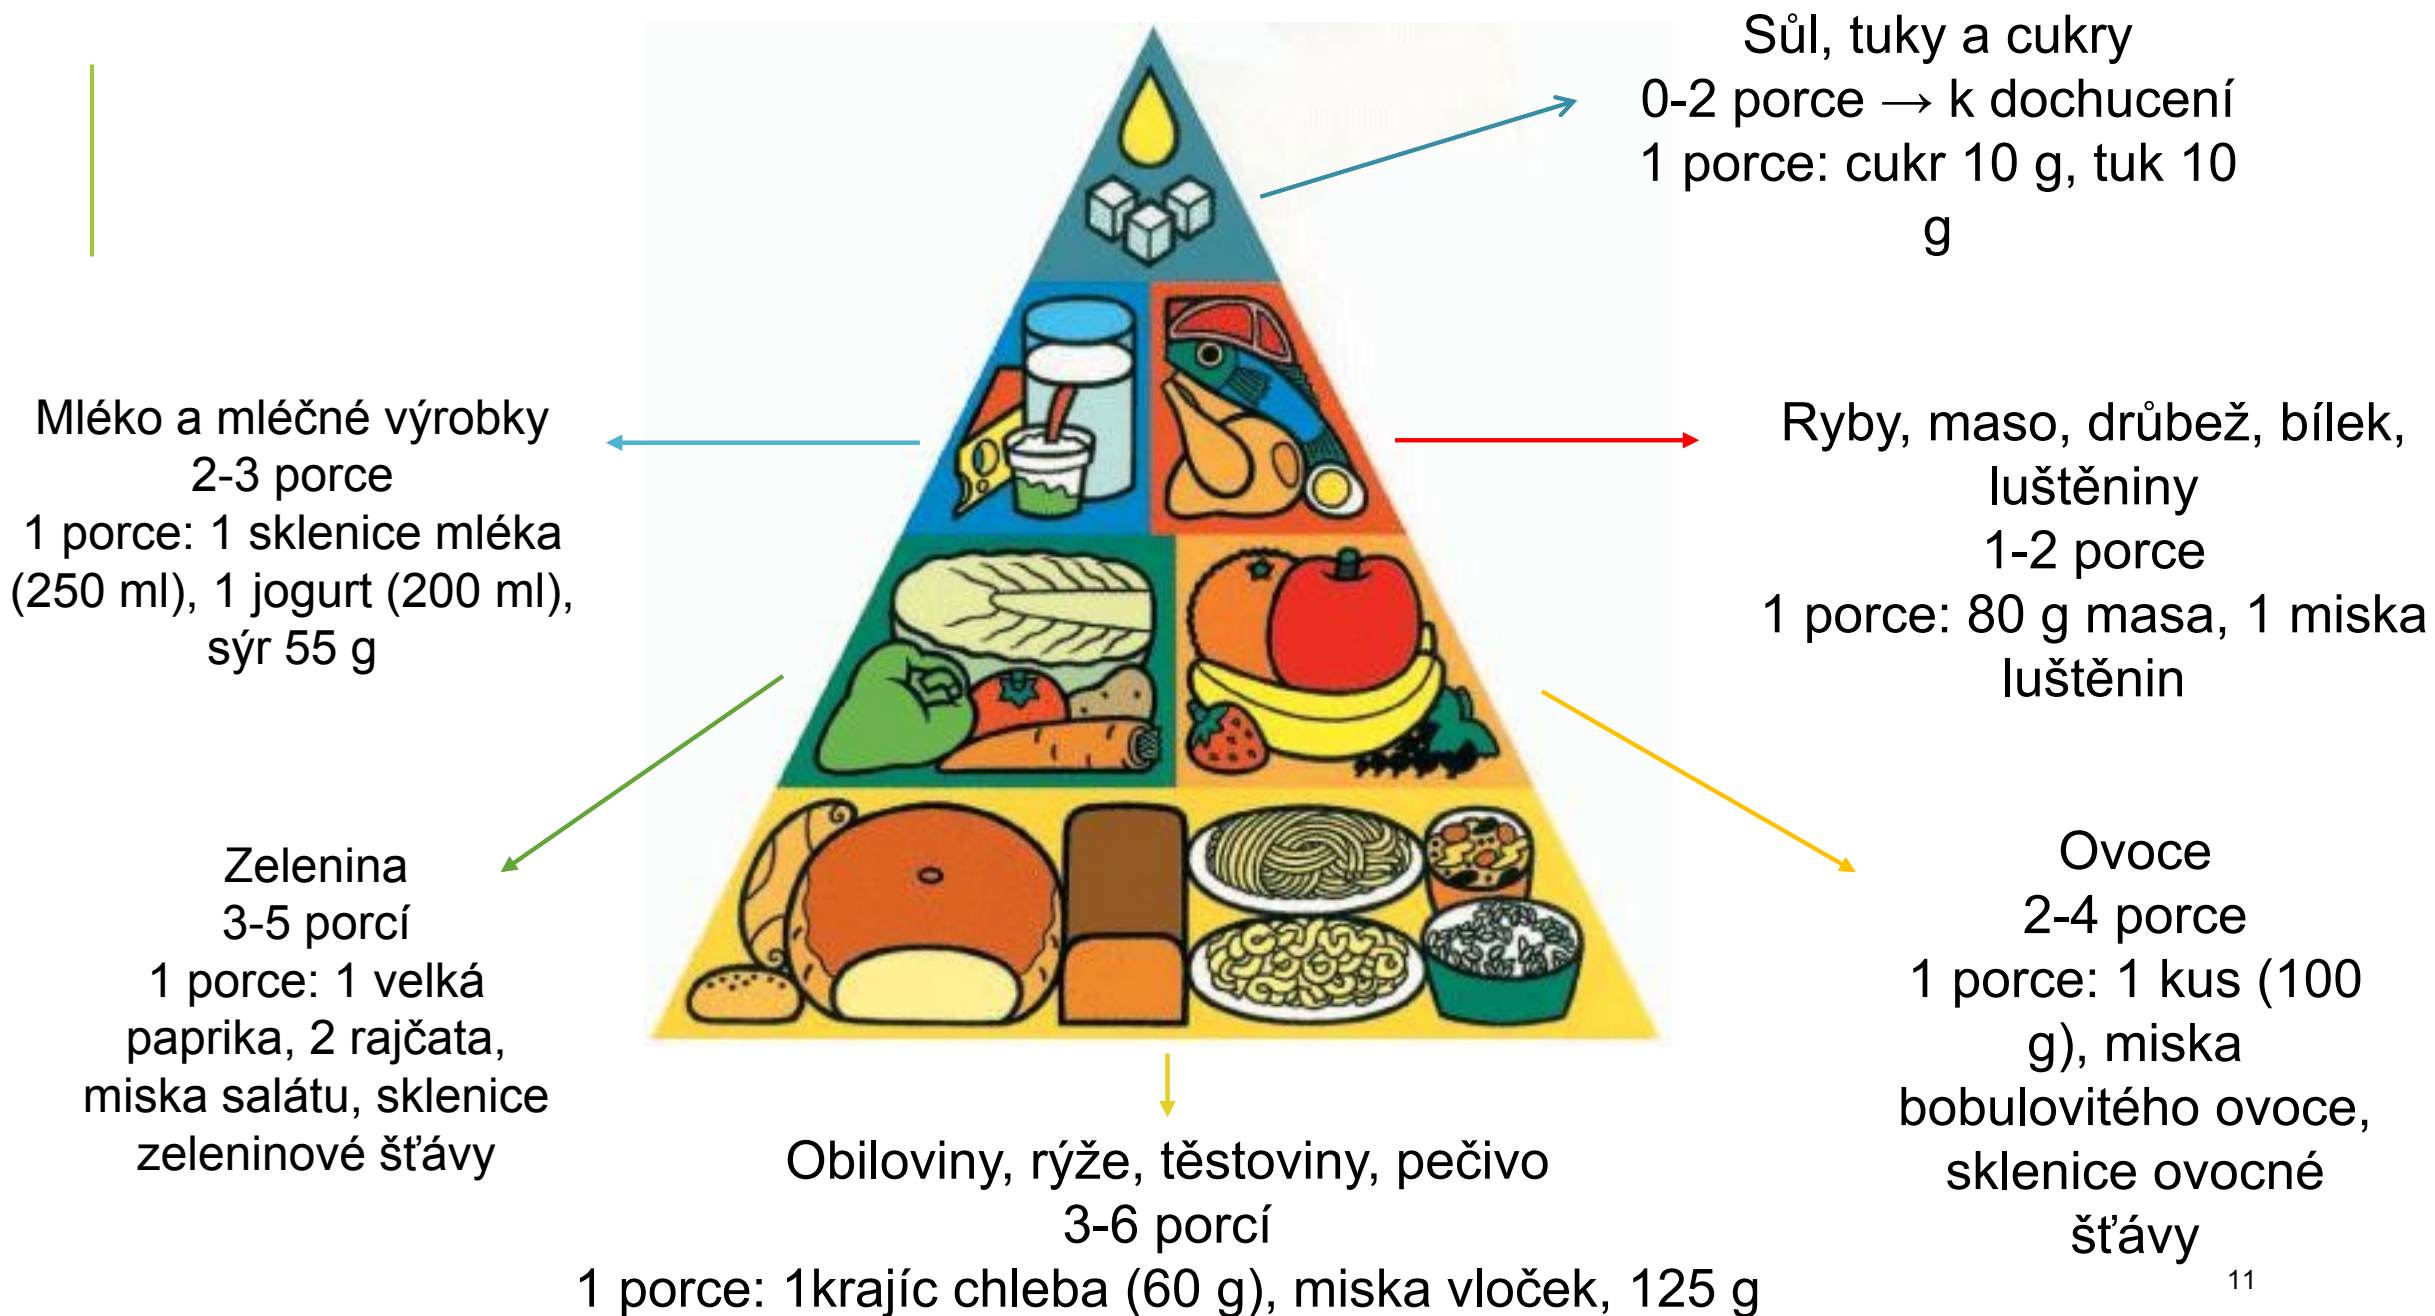 Sůl, tuky a cukry
0-2 porce → k dochucení
1 porce: cukr 10 g, tuk 10
g
Mléko a mléčné výrobky
2-3 porce
1 porce: 1 sklenice mléka
(250 ml), 1 jogurt (200 ml),
sýr 55 g
Ryby, maso, drůbež, bílek,
luštěniny
1-2 porce
1 porce: 80 g masa, 1 miska
luštěnin
Zelenina
3-5 porcí
1 porce: 1 velká
paprika, 2 rajčata,
miska salátu, sklenice
zeleninové šťávy
Ovoce
2-4 porce
1 porce: 1 kus (100
g), miska
bobulovitého ovoce,
sklenice ovocné
šťávy
Obiloviny, rýže, těstoviny, pečivo
3-6 porcí
1 porce: 1krajíc chleba (60 g), miska vloček, 125 g
11